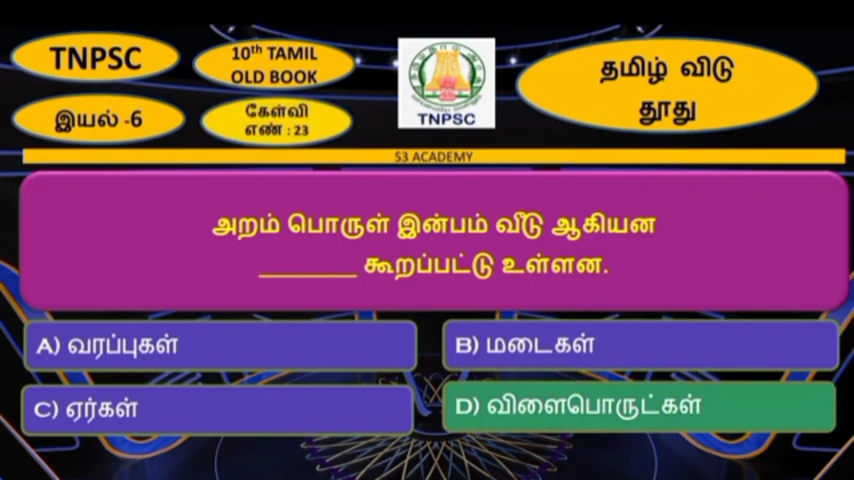 TNPSC
10th TAMIL
OLD BOOK
TNPSC
தமிழ் விடு
தூது
இயல் -6
கேள்வி
எண் : 23
S3 ACADEMY
அறம் பொருள் இன்பம் வீடு ஆகியன
________ கூறப்பட்டு உள்ளன.
A) வரப்புகள்
B) மடைகள்
C) ஏர்கள்
D) விளைபொருட்கள்